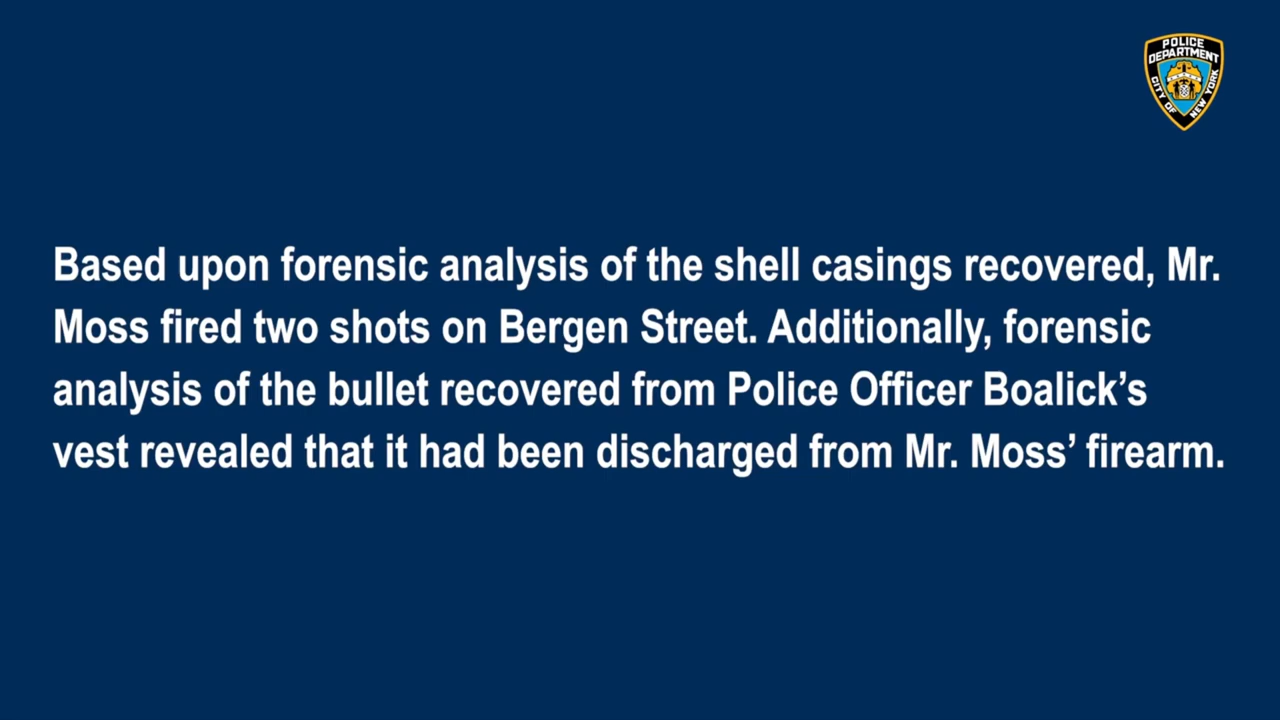 POLICE
DEPARTMENT
CITY OF NEW YORK
Based upon forensic analysis of the shell casings recovered, Mr.
Moss fired two shots on Bergen Street. Additionally, forensic
analysis of the bullet recovered from Police Officer Boalick’s
vest revealed that it had been discharged from Mr. Moss’ firearm.